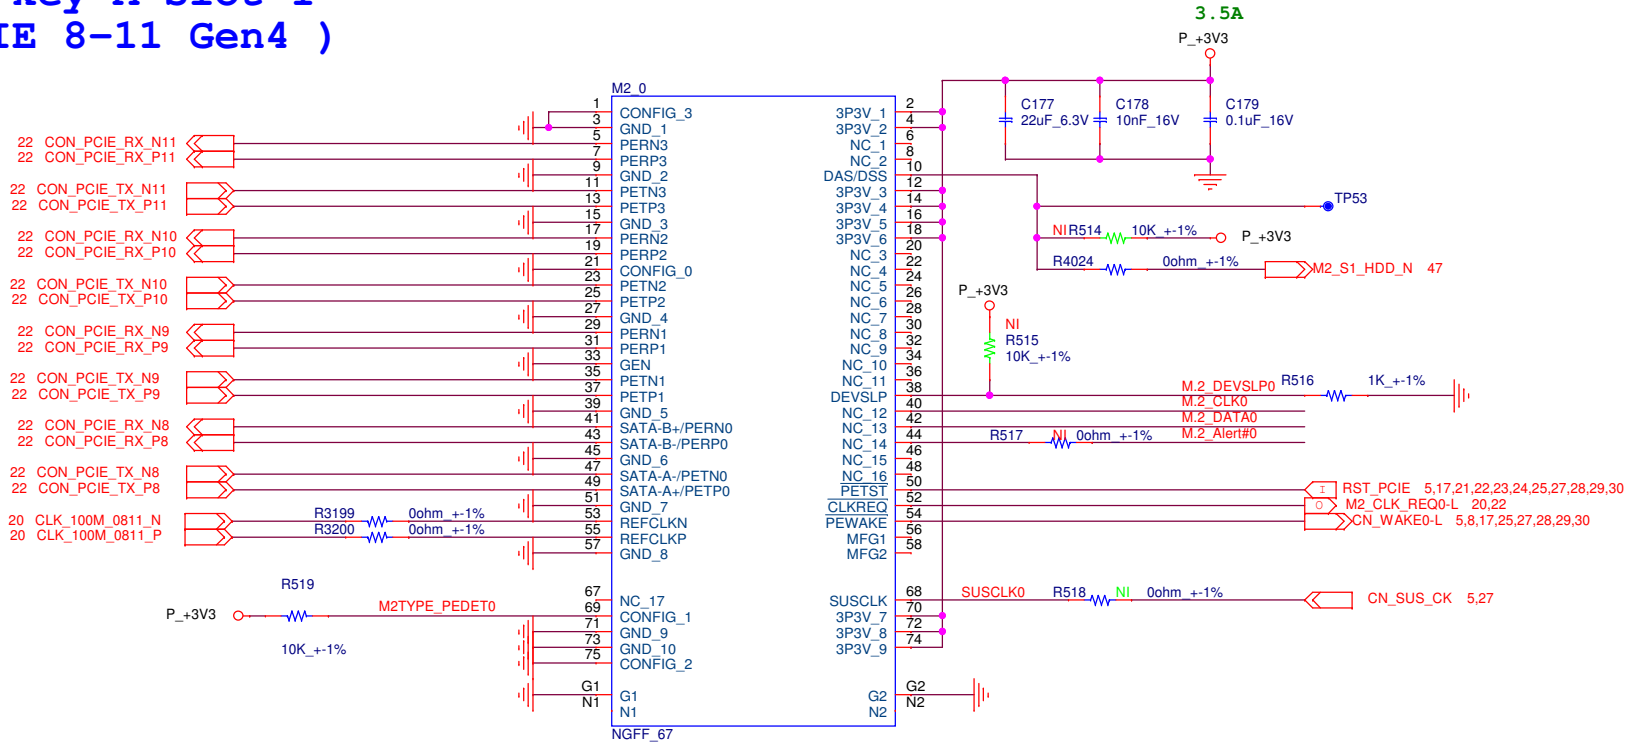 IE 8-11 Gen4 )
3.5A
P_+3V3
M2_0
C177
22uF_6.3V
C178
10nF_16V
C179
0.1uF_16V
22 CON_PCIE_RX_N11
22 CON_PCIE_RX_P11
22 CON_PCIE_TX_N11
22 CON_PCIE_TX_P11
22 CON_PCIE_RX_N10
22 CON_PCIE_RX_P10
22 CON_PCIE_TX_N10
22 CON_PCIE_TX_P10
22 CON_PCIE_RX_N9
22 CON_PCIE_RX_P9
22 CON_PCIE_TX_N9
22 CON_PCIE_TX_P9
22 CON_PCIE_RX_N8
22 CON_PCIE_RX_P8
22 CON_PCIE_TX_N8
22 CON_PCIE_TX_P8
20 CLK_100M_0811_N
20 CLK_100M_0811_P
R3199 0ohm_+-1%
R3200 0ohm_+-1%
R519
P_+3V3
M2TYPE_PEDET0
10K_+-1%
1 CONFIG_3
3 GND_1
5 PERN3
7 PERP3
9 GND_2
11 PETN3
13 PETP3
15 GND_3
17 PERN2
19 PERP2
21 CONFIG_0
23 PETN2
25 PETP2
27 GND_4
29 PERN1
31 PERP1
33 GEN
35 PETN1
37 PETP1
39 GND_5
41 SATA-B+/PERN0
43 SATA-B-/PERP0
45 GND_6
47 SATA-A-/PETN0
49 SATA-A+/PETP0
51 GND_7
53 REFCLKN
55 REFCLKP
57 GND_8
67 NC_17
69 CONFIG_1
71 GND_9
73 GND_10
75 CONFIG_2
G1 G1
N1 N1
3P3V_1 2
3P3V_2 4
NC_1 6
NC_2 8
DAS/DSS 10
3P3V_3 12
3P3V_4 14
3P3V_5 16
3P3V_6 18
NC_3 20
NC_4 22
NC_5 24
NC_6 26
NC_7 28
NC_8 30
NC_9 32
NC_10 34
NC_11 36
DEVSLP 38
NC_12 40
NC_13 42
NC_14 44
NC_15 46
NC_16 48
PETST 50
CLKREQ 52
PEWAKE 54
MFG1 56
MFG2 58
SUSCLK 68
3P3V_7 70
3P3V_8 72
3P3V_9 74
G2 G2
N2 N2
NGFF_67
TP53
NI R514 10K_+-1% P_+3V3
R4024 0ohm_+-1% M2_S1_HDD_N 47
P_+3V3
NI
R515
10K_+-1%
M.2_DEVSLP0 R516 1K_+-1%
M.2_CLK0
M.2_DATA0
R517 NI 0ohm_+-1% M.2_Alert#0
I RST_PCIE 5,17,21,22,23,24,25,27,28,29,30
O M2_CLK_REQ0-L 20,22
CN_WAKE0-L 5,8,17,25,27,28,29,30
SUSCLK0 R518 NI 0ohm_+-1% CN_SUS_CK 5,27